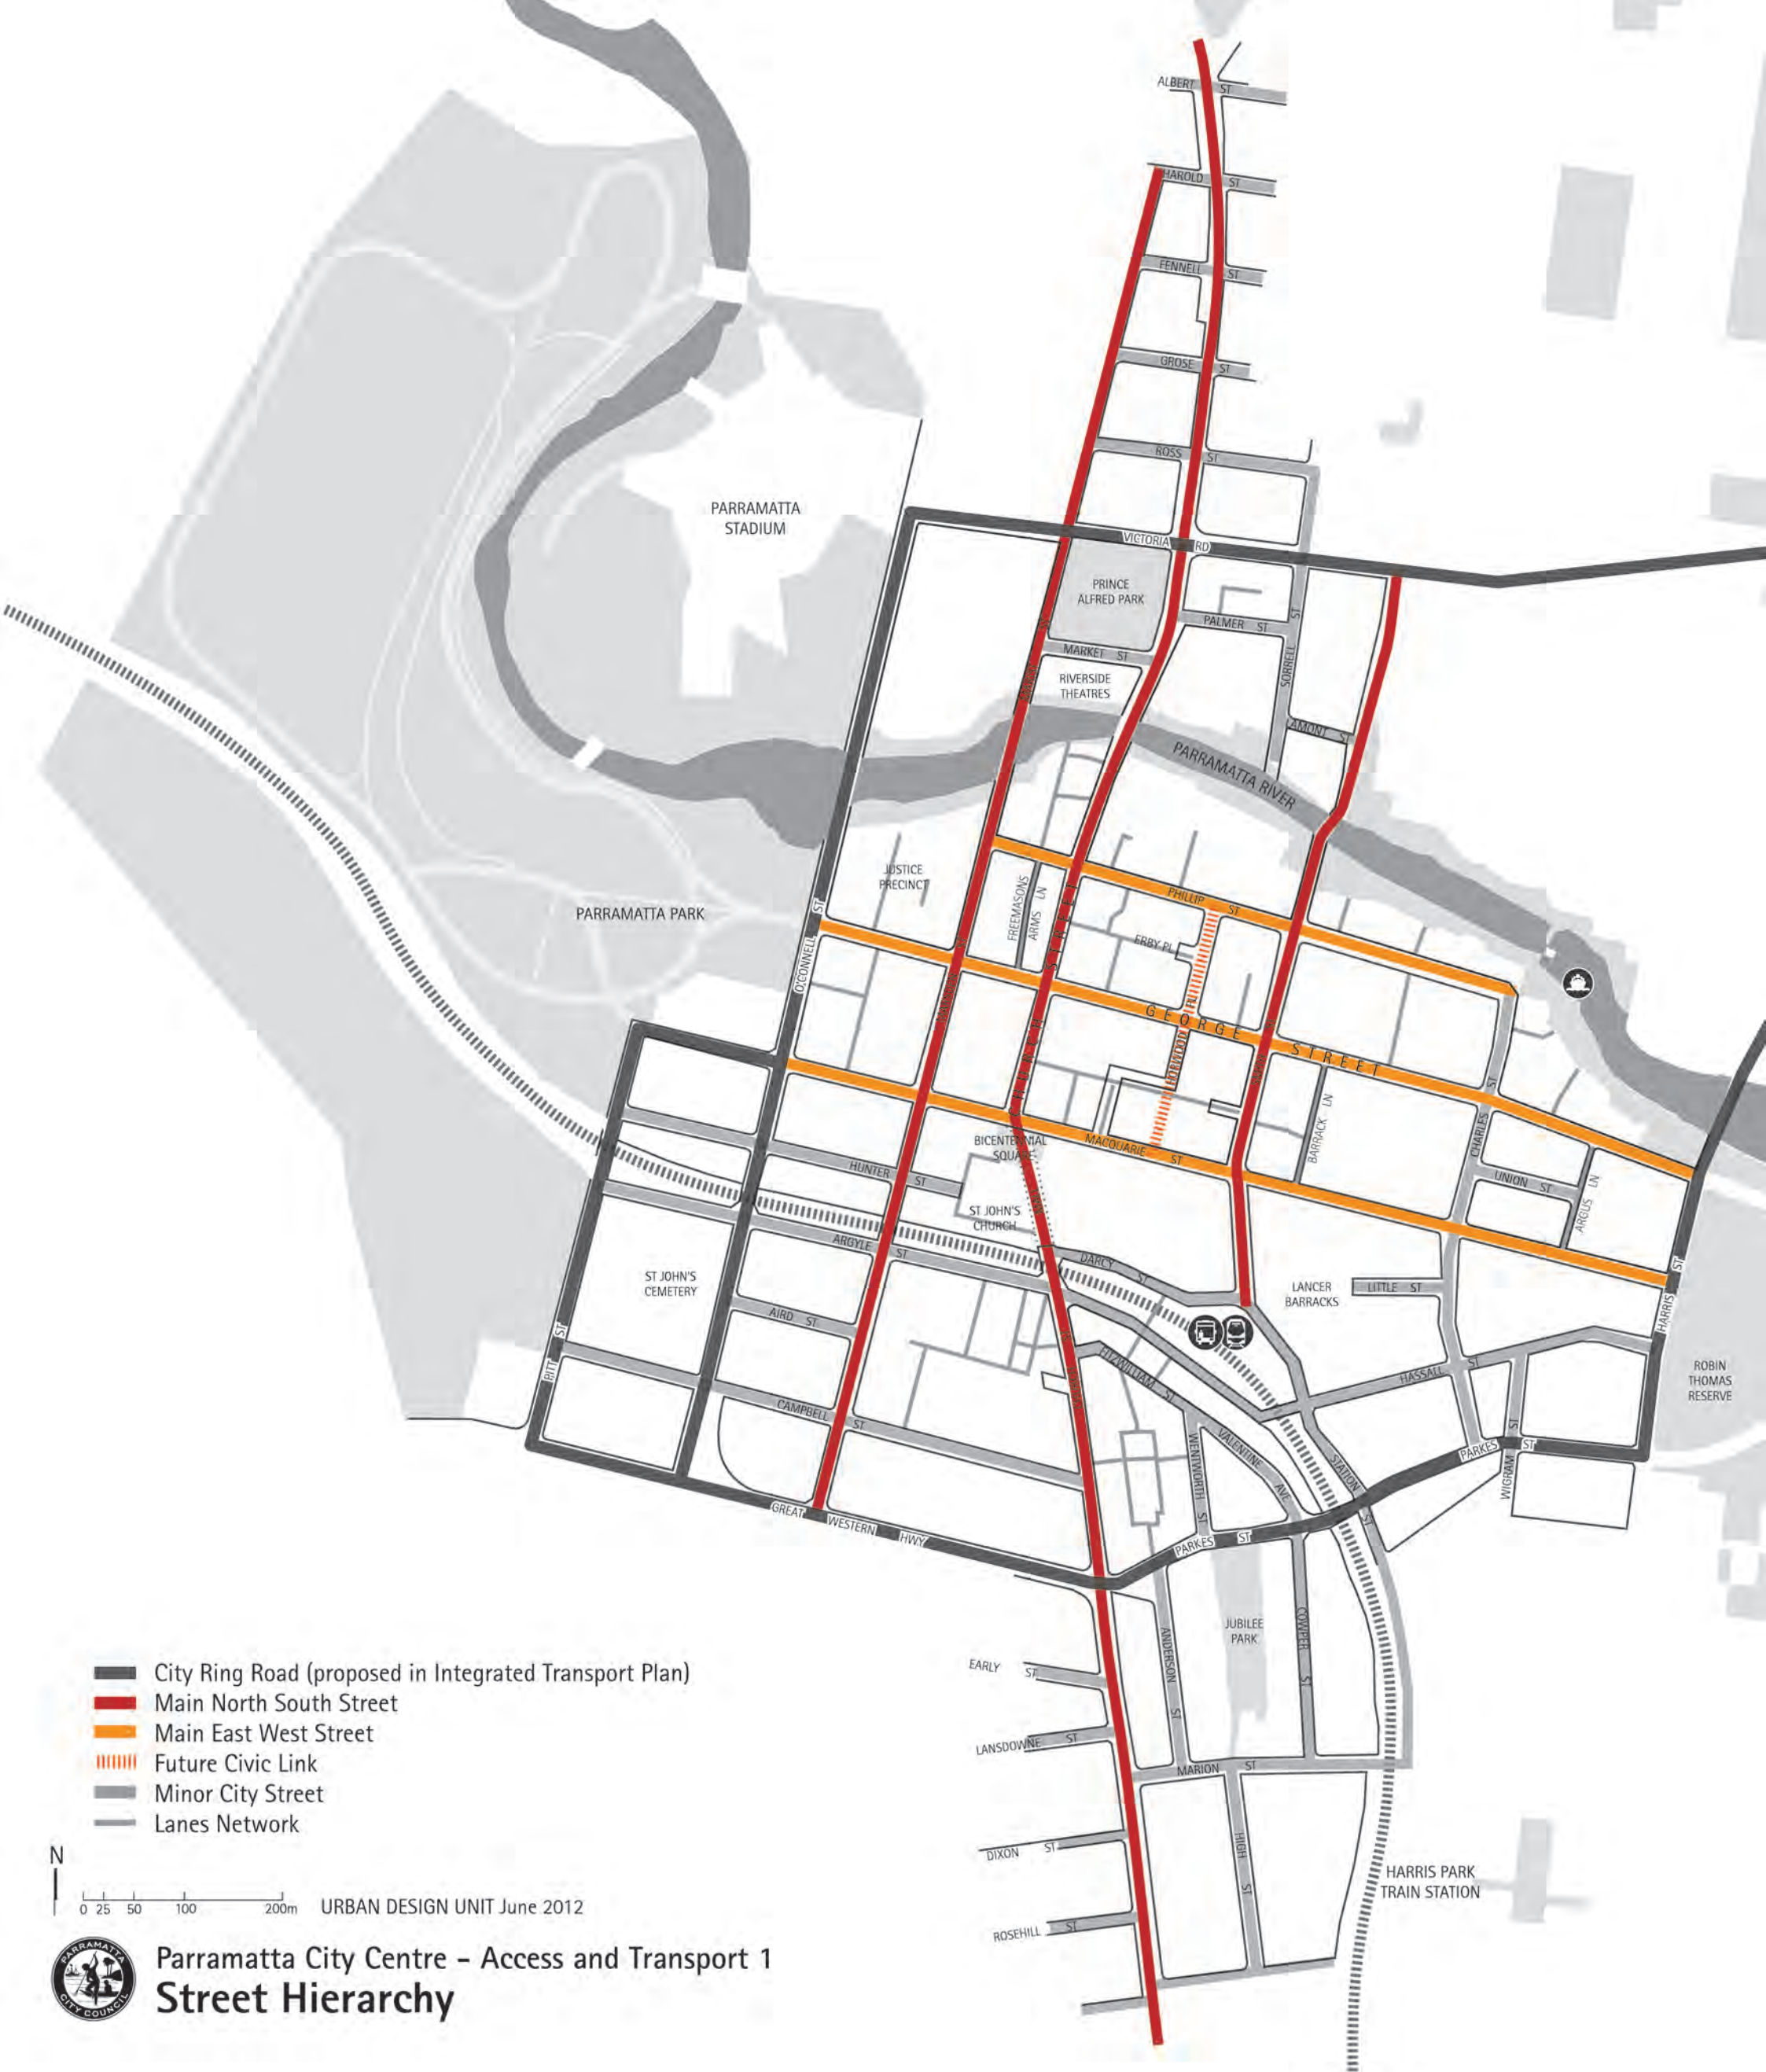 ALBERT ST
HAROLD ST
FENNELL ST
GROSE ST
ROSS ST
PARRAMATTA
STADIUM
VICTORIA RD
PRINCE
ALFRED PARK
PALMER ST
SORRELL ST
MARKET ST
RIVERSIDE
THEATRES
LAMONT ST
PARRAMATTA RIVER
JUSTICE
PRECINCT
FREEMASONS
ARMS LN
PHILLIP ST
PARRAMATTA PARK
ERBY PL
O'CONNELL ST
CHURCH STREET
GEORGE STREET
HORWOOD PL
BARRACK LN
CHARLES ST
BICENTENNIAL
SQUARE
MACQUARIE ST
HUNTER ST
UNION ST
ARGUS LN
ST JOHN'S
CHURCH
ARGYLE ST
DARCY ST
ST JOHN'S
CEMETERY
LANCER
BARRACKS
LITTLE ST
HARRIS ST
AIRD ST
PITT ST
FITZWILLIAM ST
HASSALL ST
ROBIN
THOMAS
RESERVE
CAMPBELL ST
WENTWORTH ST
VALENTINE AVE
STATION ST
PARKES ST
WIGRAM ST
GREAT WESTERN HWY
PARKES ST
JUBILEE
PARK
ANDERSON ST
COWPER ST
EARLY ST
LANSDOWNE ST
MARION ST
DIXON ST
HIGH ST
ROSEHILL ST
HARRIS PARK
TRAIN STATION
City Ring Road (proposed in Integrated Transport Plan)
Main North South Street
Main East West Street
Future Civic Link
Minor City Street
Lanes Network
N
0 25 50 100 200m
URBAN DESIGN UNIT June 2012
PARRAMATTA
CITY COUNCIL
Parramatta City Centre - Access and Transport 1
Street Hierarchy